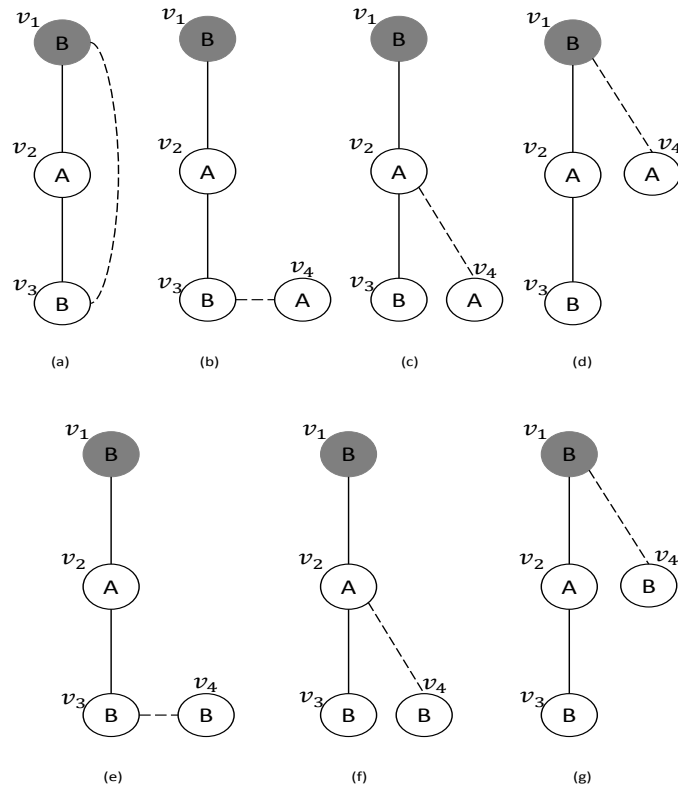 v₁ B v₂ A v₃ B
v₁ B v₂ A v₃ B v₄ A
v₁ B v₂ A v₃ B v₄ A
v₁ B v₂ A v₃ B v₄ A
(a) (b) (c) (d)
v₁ B v₂ A v₃ B v₄ B
v₁ B v₂ A v₃ B v₄ B
v₁ B v₂ A v₃ B v₄ B
(e) (f) (g)